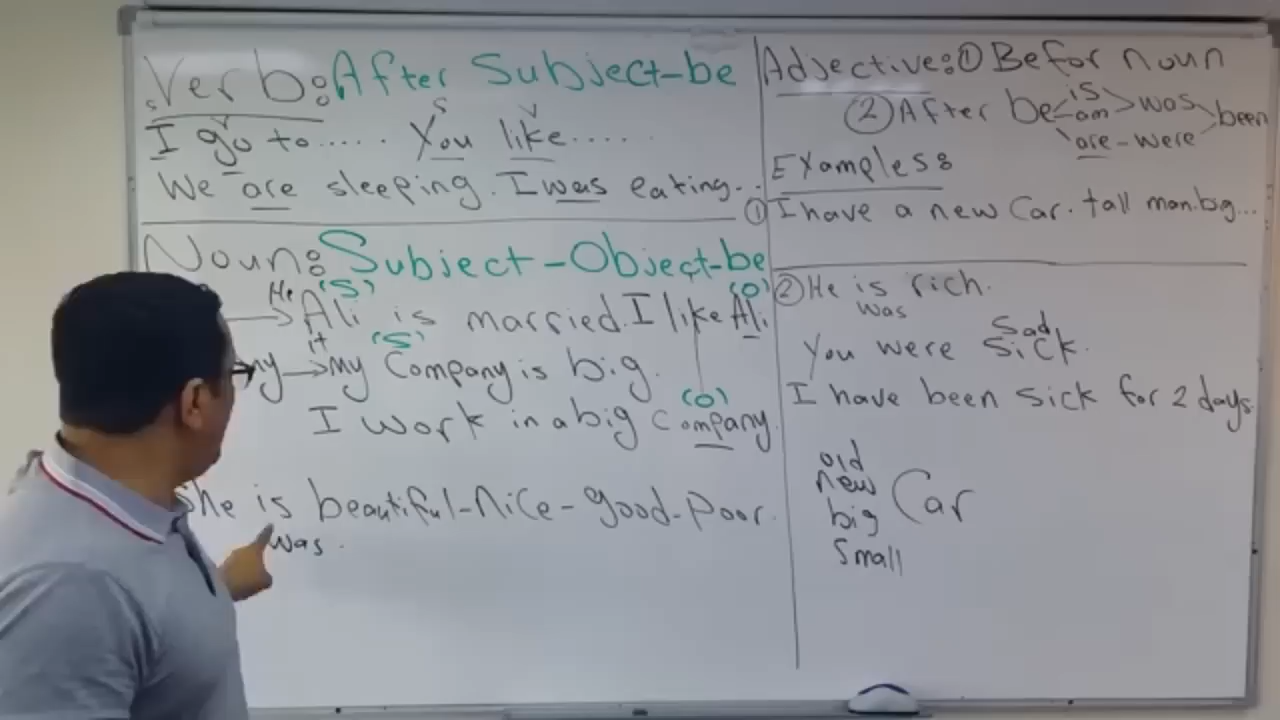 Verb: After Subject-be
S V
I go to..... You like......
v
We are sleeping. I was eating..
Noun: Subject-Object-be
He (S) (O)
→ Ali is married. I like Ali
it (S)
ny → my Company is big.
(O)
I work in a big company.
She is beautiful-nice-good-poor.
was.
Adjective: ① Befor noun
② After be is am > was > been
are - were
Examples:
① I have a new Car. tall man. big...
② He is rich.
was
Sad
You were Sick.
I have been sick for 2 days.
old
new
big
Small
Car